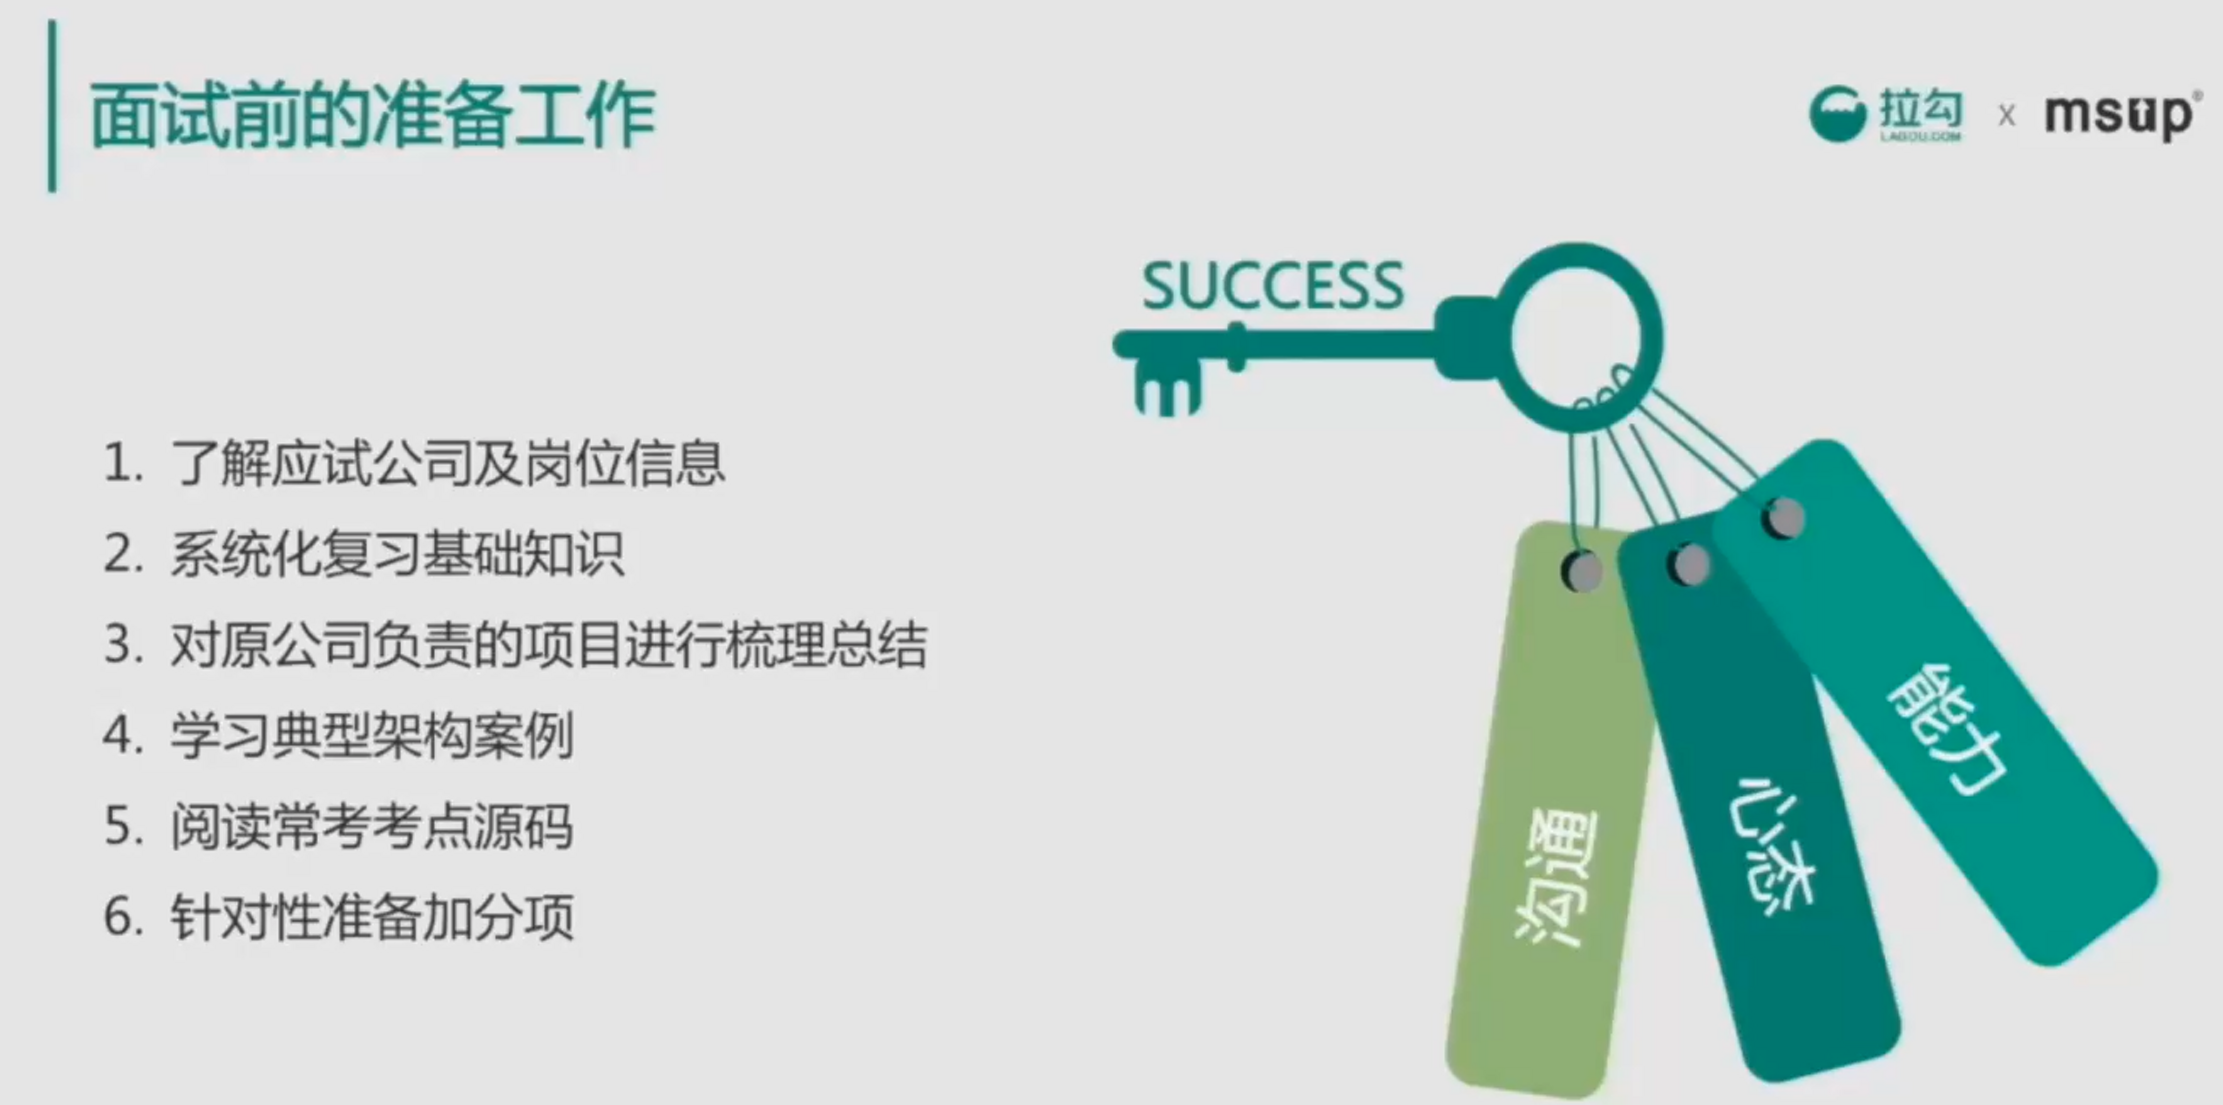 面试前的准备工作
拉勾 x msup®
LAGOU.COM
SUCCESS
1. 了解应试公司及岗位信息
2. 系统化复习基础知识
3. 对原公司负责的项目进行梳理总结
4. 学习典型架构案例
5. 阅读常考考点源码
6. 针对性准备加分项
沟通
心态
能力